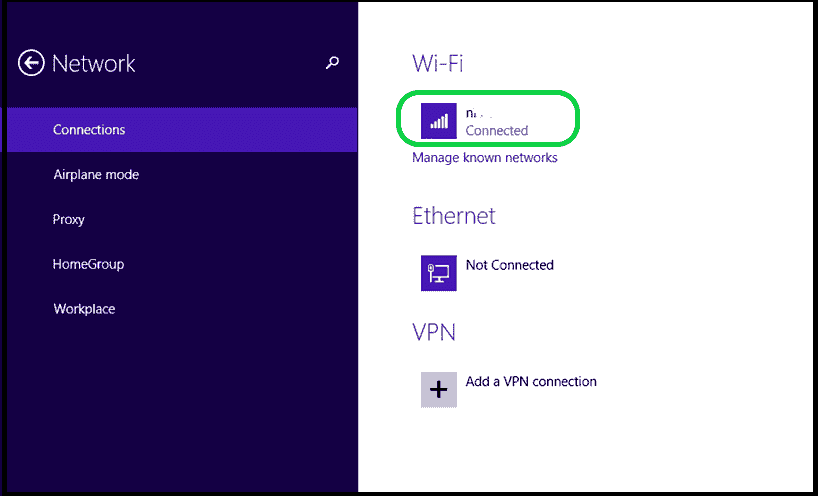 Network
Connections
Airplane mode
Proxy
HomeGroup
Workplace
Wi-Fi
Connected
Manage known networks
Ethernet
Not Connected
VPN
Add a VPN connection